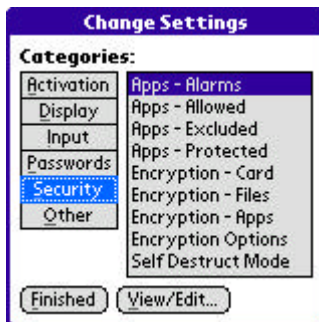 Change Settings
Categories:
Activation
Display
Input
Passwords
Security
Other
Apps - Alarms
Apps - Allowed
Apps - Excluded
Apps - Protected
Encryption - Card
Encryption - Files
Encryption - Apps
Encryption Options
Self Destruct Mode
Finished
View/Edit...